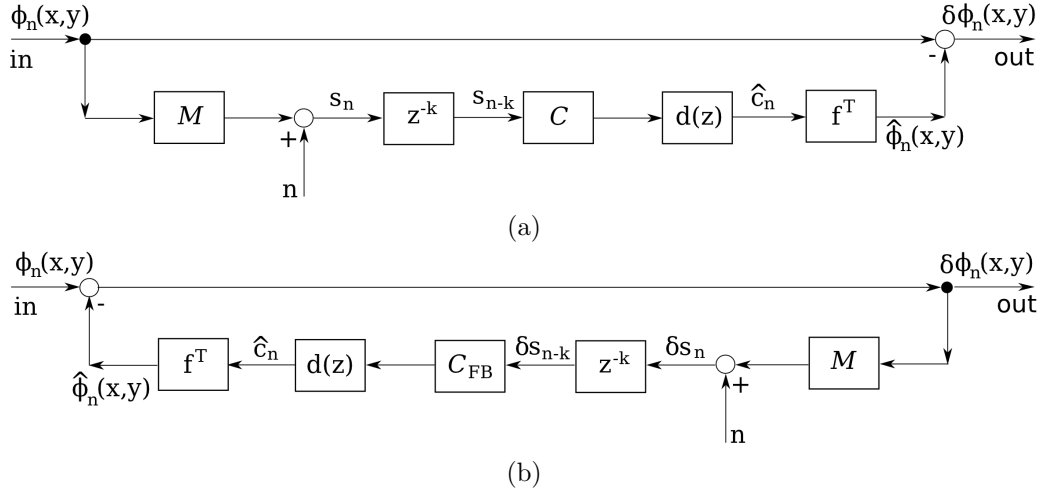 ϕn(x,y) δϕn(x,y)
in out
-
M sn z-k sn-k C d(z) ĉn fT
+ ϕ̂n(x,y)
n
(a)
ϕn(x,y) δϕn(x,y)
in - out
fT ĉn d(z) CFB δsn-k z-k δsn M
ϕ̂n(x,y) +
n
(b)